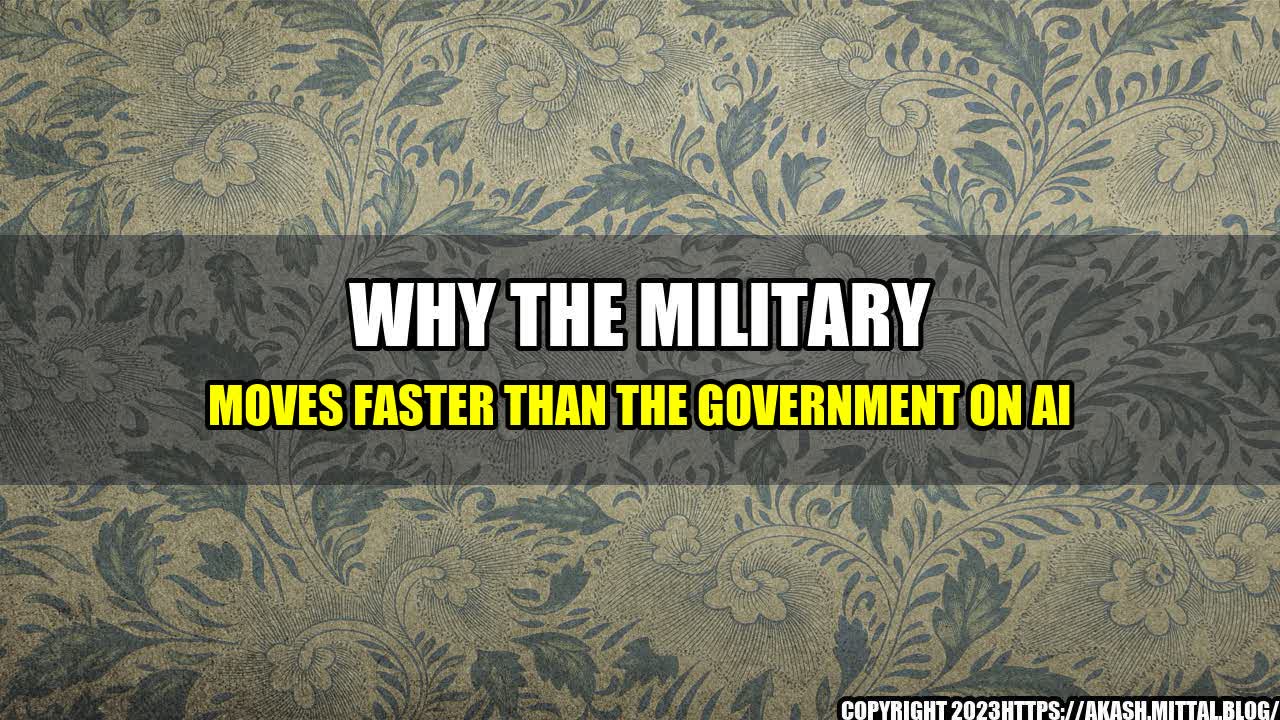 WHY THE MILITARY
MOVES FASTER THAN THE GOVERNMENT ON AI
COPYRIGHT 2023HTTPS://AKASH.MITTAL.BLOG/